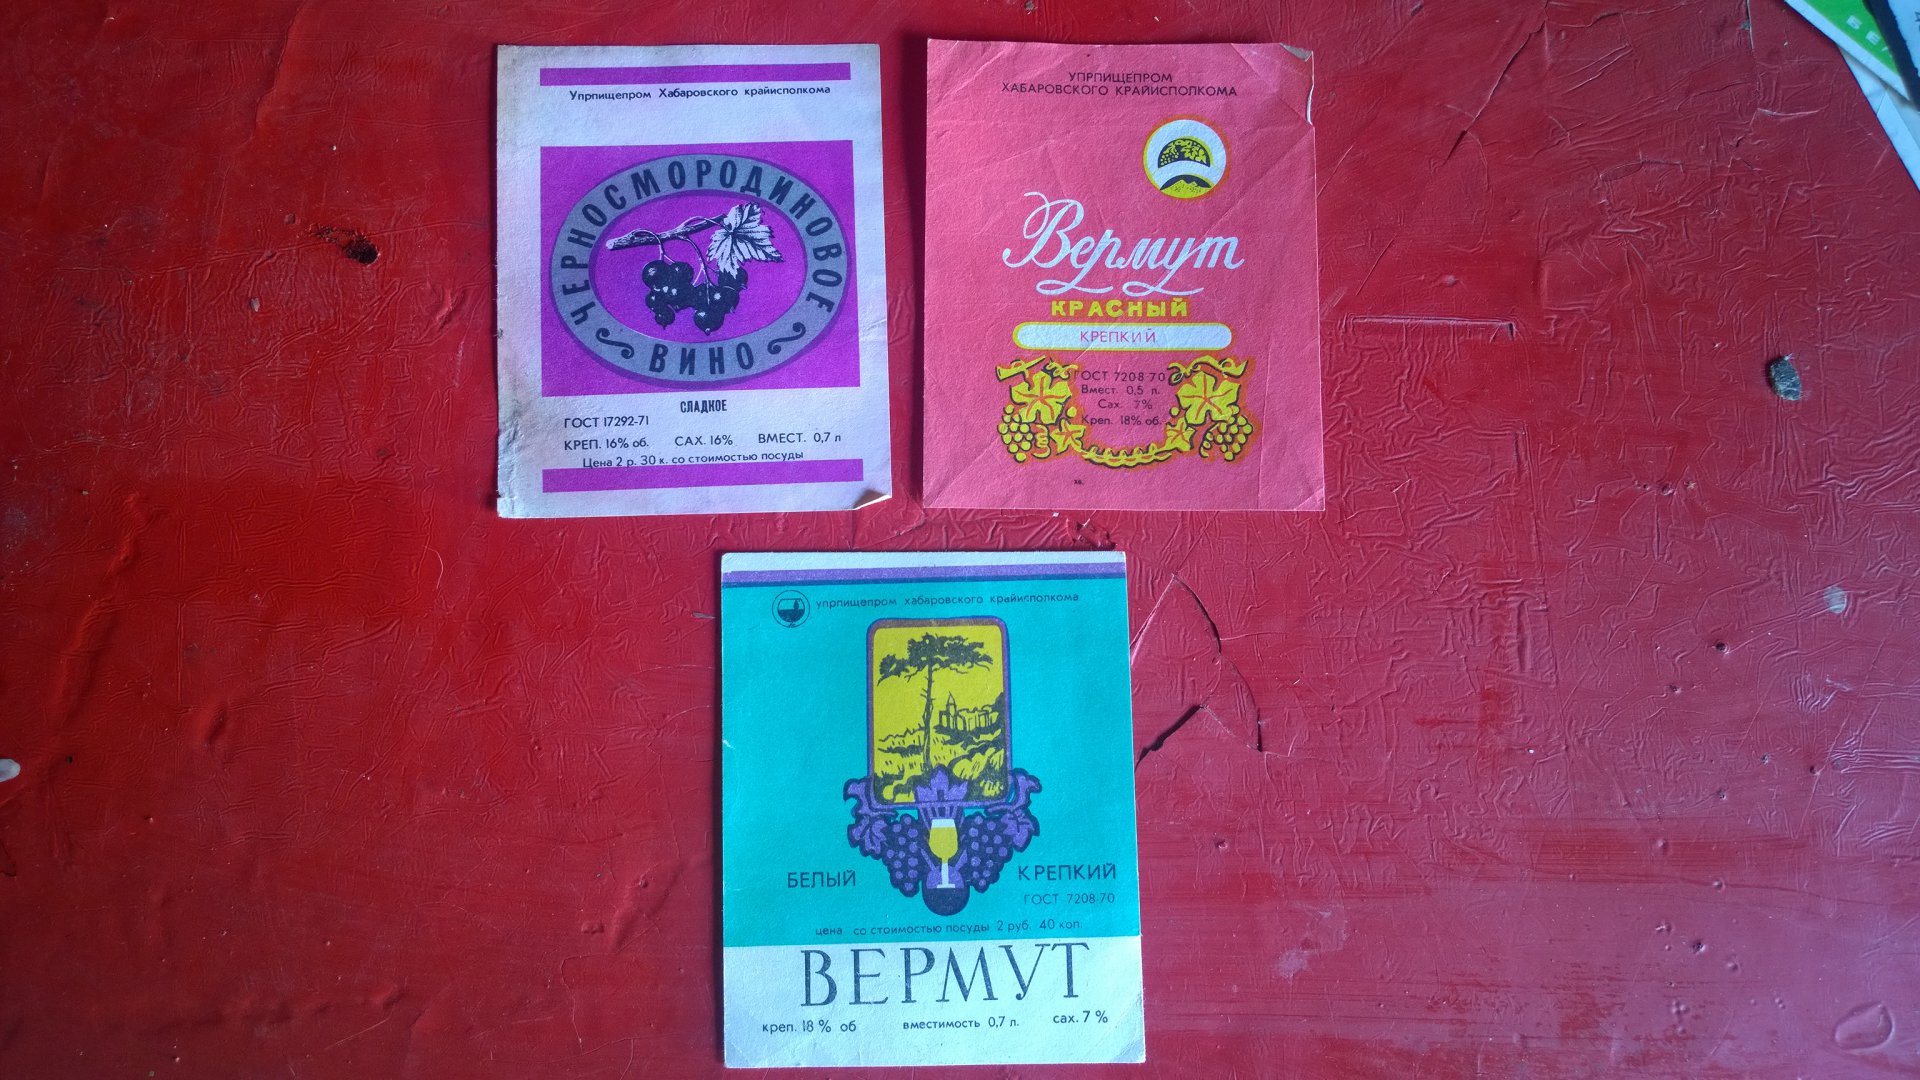 Упрпищепром Хабаровского крайисполкома
ЧЕРНОСМОРОДИНОВОЕ
ВИНО
СЛАДКОЕ
ГОСТ 17292-71
КРЕП. 16% об. САХ. 16% ВМЕСТ. 0,7 л
Цена 2 р. 30 к. со стоимостью посуды
УПРПИЩЕПРОМ
ХАБАРОВСКОГО КРАЙИСПОЛКОМА
Вермут
КРАСНЫЙ
КРЕПКИЙ
ГОСТ 7208-70
Вмест. 0,5 л.
Сах. 7%
Креп. 18% об.
упрпищепром хабаровского крайисполкома
БЕЛЫЙ КРЕПКИЙ
ГОСТ 7208-70
цена со стоимостью посуды 2 руб. 40 коп.
ВЕРМУТ
креп. 18 % об вместимость 0,7 л. сах. 7 %